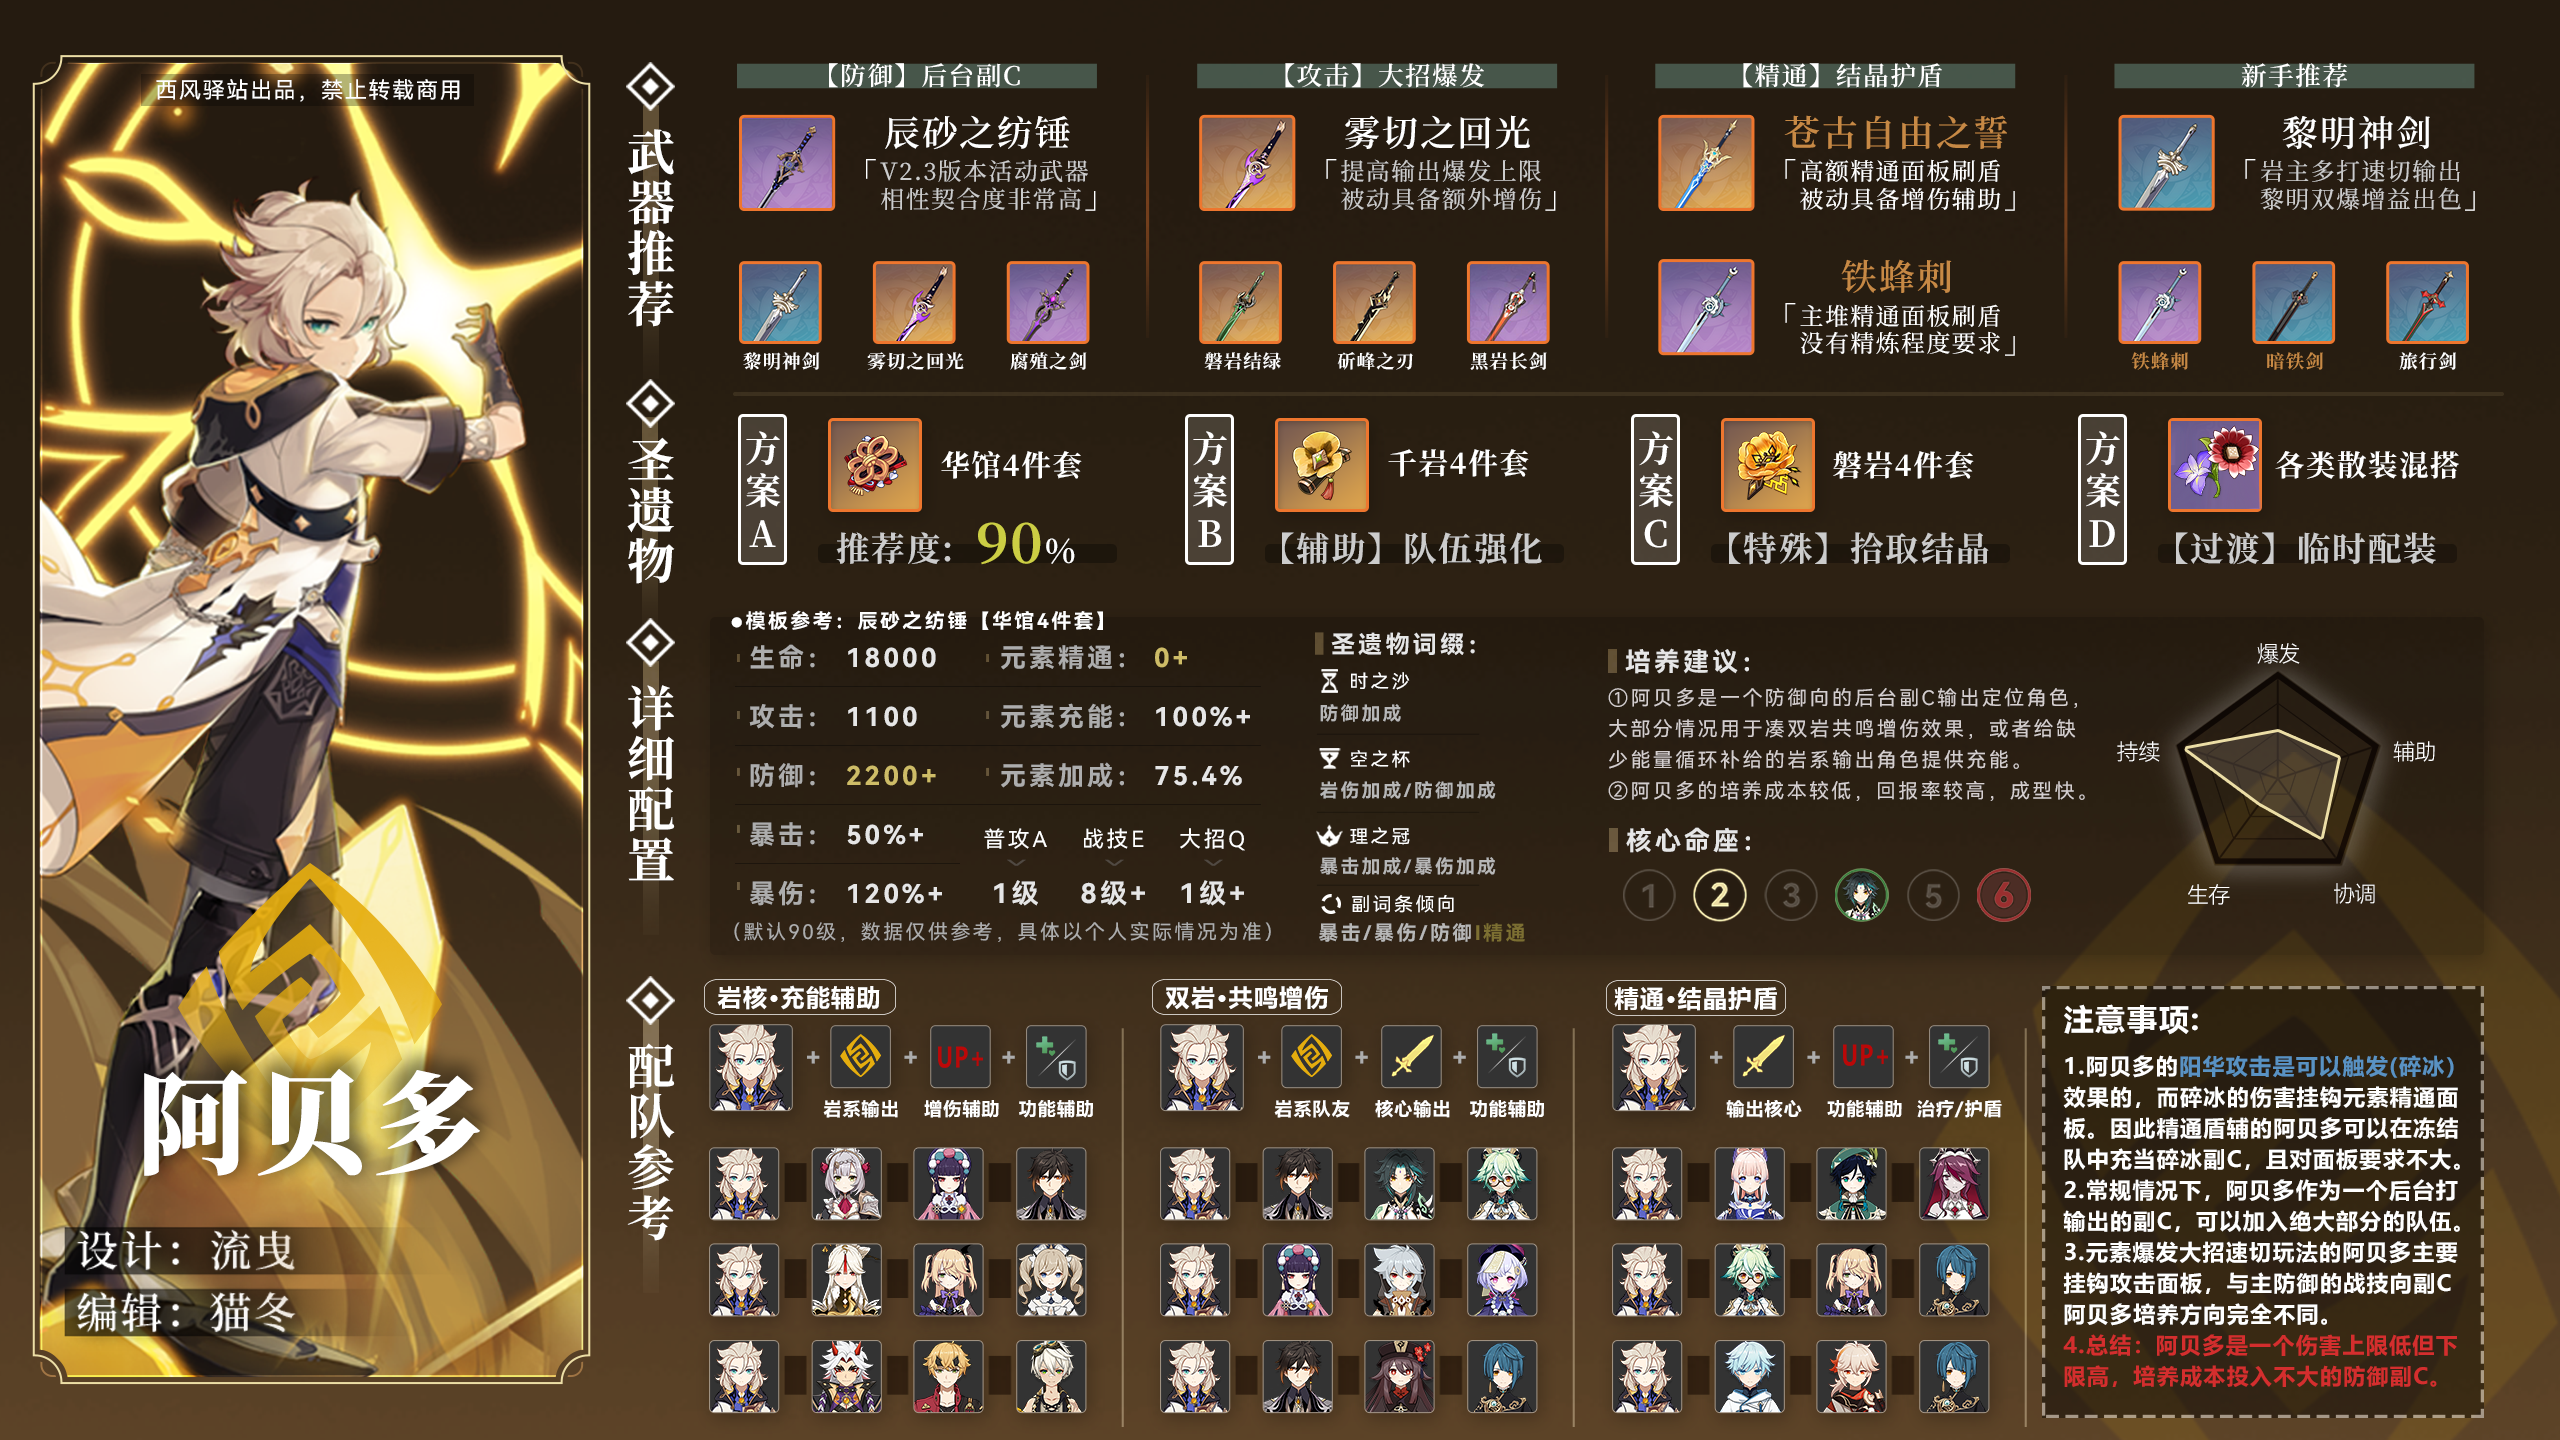 西风驿站出品，禁止转载商用
阿贝多
设计：流曳
编辑：猫冬
武器推荐
【防御】后台副C
辰砂之纺锤
「V2.3版本活动武器
相性契合度非常高」
黎明神剑
雾切之回光
腐殖之剑
【攻击】大招爆发
雾切之回光
「提高输出爆发上限
被动具备额外增伤」
磐岩结绿
斫峰之刃
黑岩长剑
【精通】结晶护盾
苍古自由之誓
「高额精通面板刷盾
被动具备增伤辅助」
铁蜂刺
「主堆精通面板刷盾
没有精炼程度要求」
新手推荐
黎明神剑
「岩主多打速切输出
黎明双爆增益出色」
铁蜂刺
暗铁剑
旅行剑
圣遗物
方案A
华馆4件套
推荐度：90%
方案B
千岩4件套
【辅助】队伍强化
方案C
磐岩4件套
【特殊】拾取结晶
方案D
各类散装混搭
【过渡】临时配装
详细配置
●模板参考：辰砂之纺锤【华馆4件套】
生命：18000 元素精通：0+
攻击：1100 元素充能：100%+
防御：2200+ 元素加成：75.4%
暴击：50%+ 普攻A 战技E 大招Q
暴伤：120%+ 1级 8级+ 1级+
（默认90级，数据仅供参考，具体以个人实际情况为准）
圣遗物词缀：
时之沙
防御加成
空之杯
岩伤加成/防御加成
理之冠
暴击加成/暴伤加成
副词条倾向
暴击/暴伤/防御|精通
培养建议：
①阿贝多是一个防御向的后台副C输出定位角色，
大部分情况用于凑双岩共鸣增伤效果，或者给缺
少能量循环补给的岩系输出角色提供充能。
②阿贝多的培养成本较低，回报率较高，成型快。
核心命座：
1 2 3 5 6
爆发
持续
辅助
生存
协调
配队参考
岩核·充能辅助
+ + UP+ +
岩系输出 增伤辅助 功能辅助
双岩·共鸣增伤
+ + +
岩系队友 核心输出 功能辅助
精通·结晶护盾
+ + UP+ +
输出核心 功能辅助 治疗/护盾
注意事项:
1.阿贝多的阳华攻击是可以触发(碎冰)
效果的，而碎冰的伤害挂钩元素精通面
板。因此精通盾辅的阿贝多可以在冻结
队中充当碎冰副C，且对面板要求不大。
2.常规情况下，阿贝多作为一个后台打
输出的副C，可以加入绝大部分的队伍。
3.元素爆发大招速切玩法的阿贝多主要
挂钩攻击面板，与主防御的战技向副C
阿贝多培养方向完全不同。
4.总结：阿贝多是一个伤害上限低但下
限高，培养成本投入不大的防御副C。